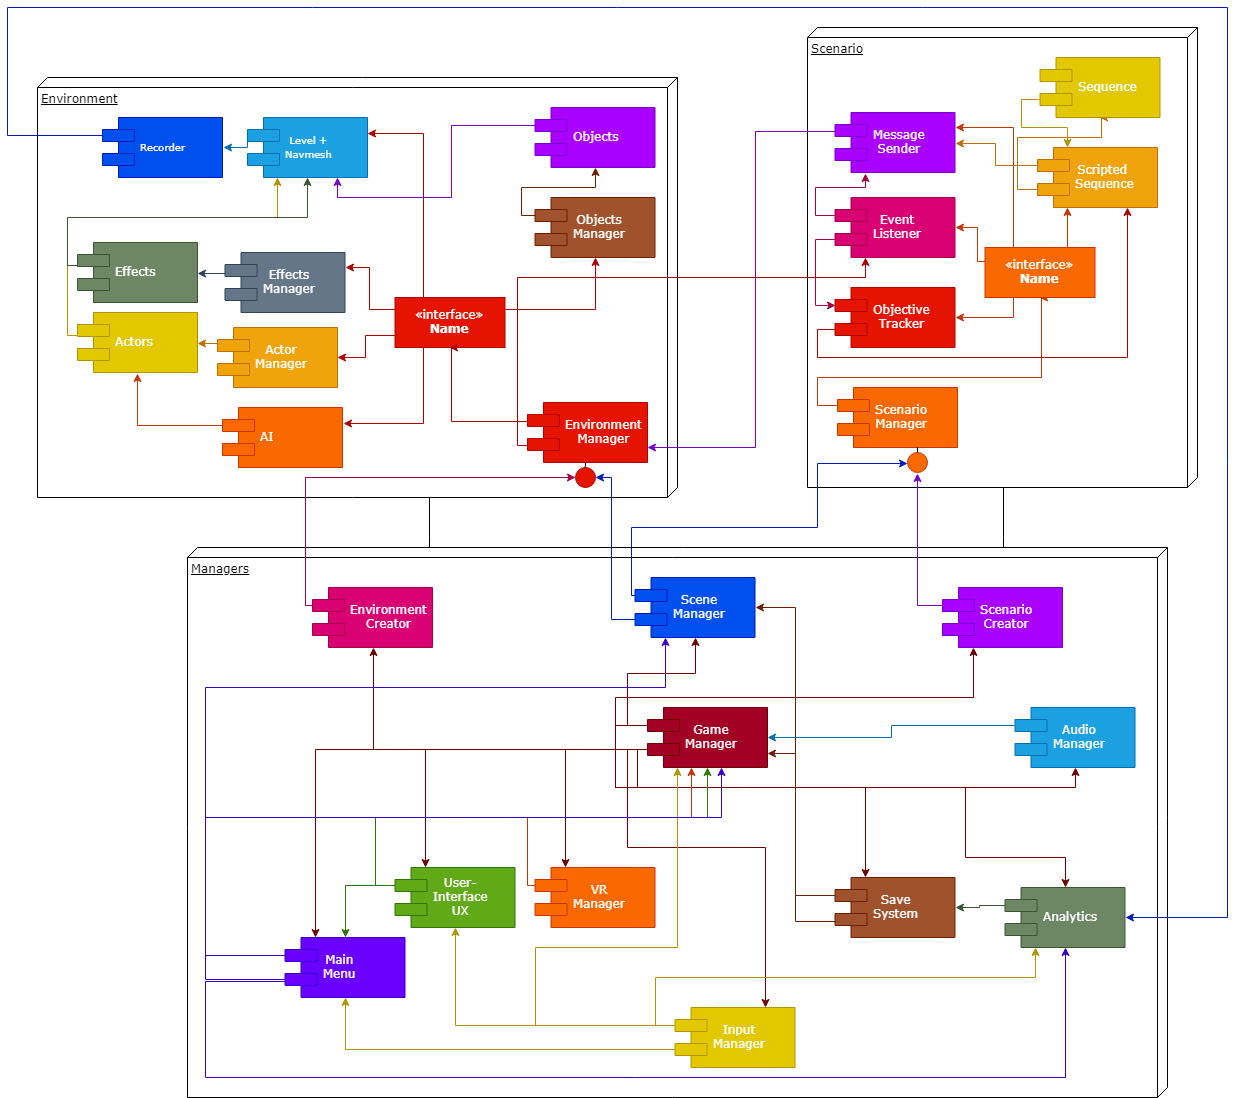 Scenario
Sequence
Environment
Recorder
Level +
Navmesh
Objects
Message
Sender
Scripted
Sequence
Objects
Manager
Event
Listener
Effects
Effects
Manager
«interface»
Name
«interface»
Name
Objective
Tracker
Actors
Actor
Manager
AI
Environment
Manager
Scenario
Manager
Managers
Environment
Creator
Scene
Manager
Scenario
Creator
Game
Manager
Audio
Manager
User-
Interface
UX
VR
Manager
Save
System
Analytics
Main
Menu
Input
Manager